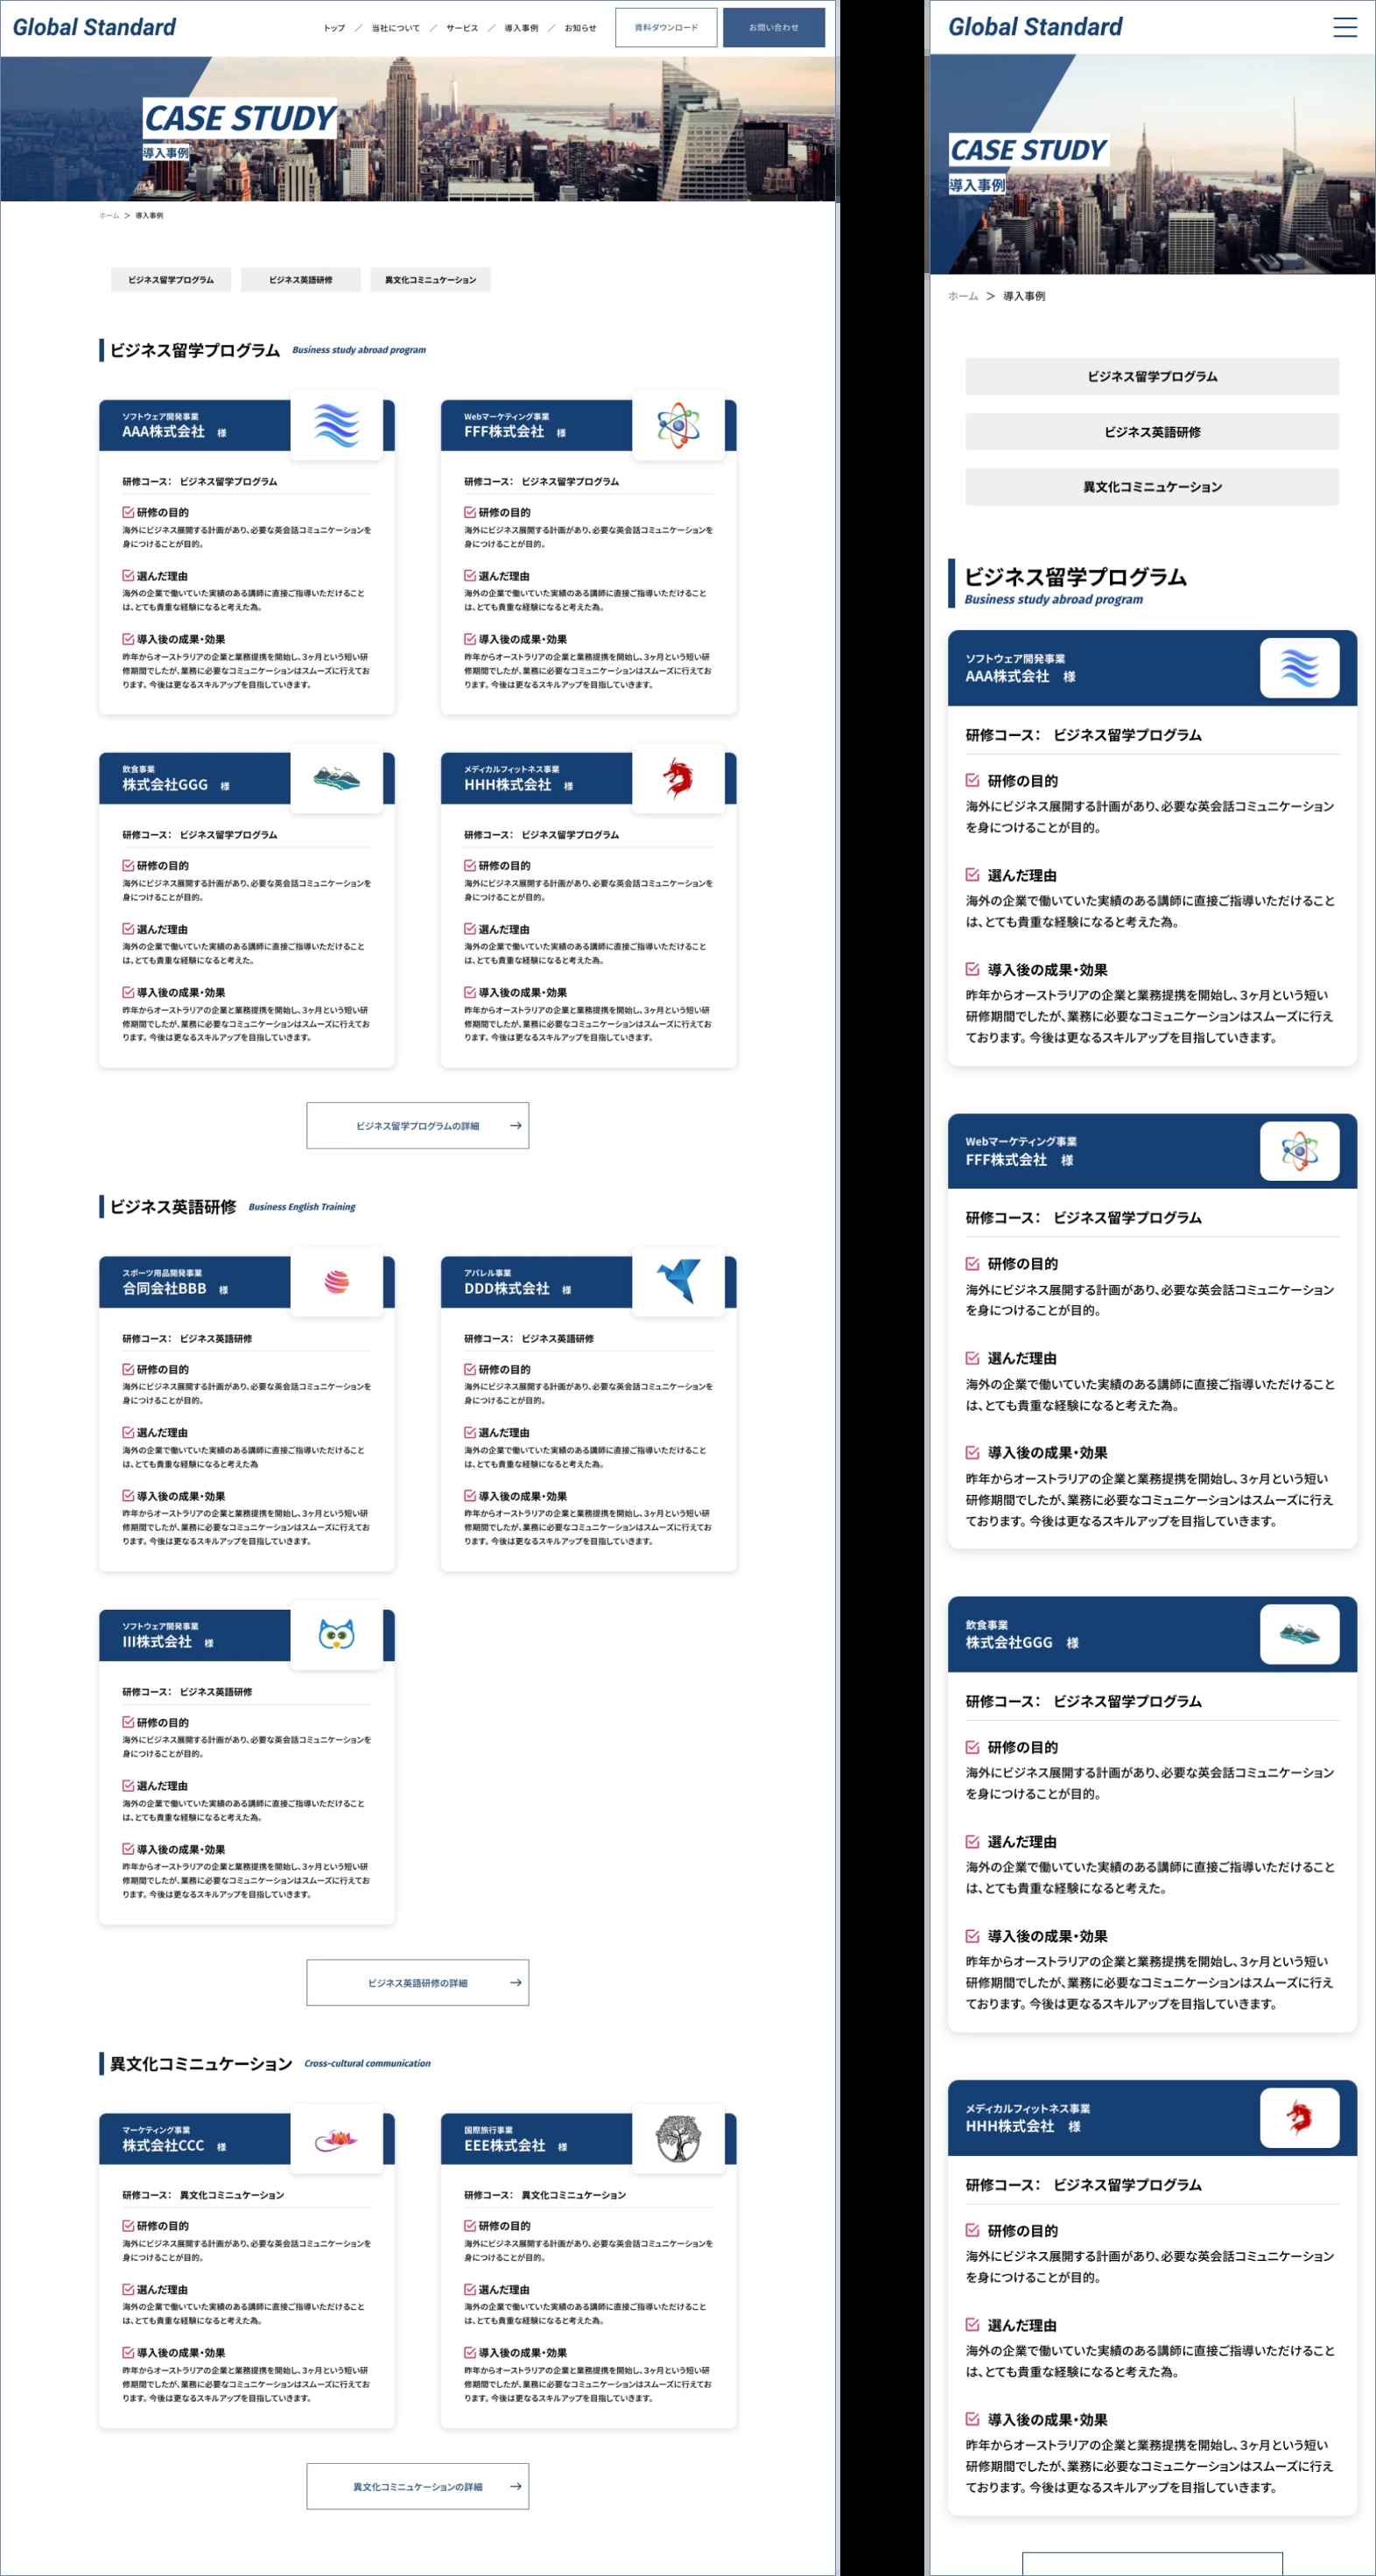 Global Standard
トップ ／ 当社について ／ サービス ／ 導入事例 ／ お知らせ
資料ダウンロード
お問い合わせ
CASE STUDY
導入事例
ホーム ＞ 導入事例
ビジネス留学プログラム
ビジネス英語研修
異文化コミニュケーション
ビジネス留学プログラム Business study abroad program
ソフトウェア開発事業
AAA株式会社 様
研修コース： ビジネス留学プログラム
研修の目的
海外にビジネス展開する計画があり、必要な英会話コミュニケーションを
身につけることが目的。
選んだ理由
海外の企業で働いていた実績のある講師に直接ご指導いただけること
は、とても貴重な経験になると考えた為。
導入後の成果・効果
昨年からオーストラリアの企業と業務提携を開始し、3ヶ月という短い研
修期間でしたが、業務に必要なコミュニケーションはスムーズに行えてお
ります。今後は更なるスキルアップを目指していきます。
Webマーケティング事業
FFF株式会社 様
研修コース： ビジネス留学プログラム
研修の目的
海外にビジネス展開する計画があり、必要な英会話コミュニケーションを
身につけることが目的。
選んだ理由
海外の企業で働いていた実績のある講師に直接ご指導いただけること
は、とても貴重な経験になると考えた為。
導入後の成果・効果
昨年からオーストラリアの企業と業務提携を開始し、3ヶ月という短い研
修期間でしたが、業務に必要なコミュニケーションはスムーズに行えてお
ります。今後は更なるスキルアップを目指していきます。
飲食事業
株式会社GGG 様
研修コース： ビジネス留学プログラム
研修の目的
海外にビジネス展開する計画があり、必要な英会話コミュニケーションを
身につけることが目的。
選んだ理由
海外の企業で働いていた実績のある講師に直接ご指導いただけること
は、とても貴重な経験になると考えた。
導入後の成果・効果
昨年からオーストラリアの企業と業務提携を開始し、3ヶ月という短い研
修期間でしたが、業務に必要なコミュニケーションはスムーズに行えてお
ります。今後は更なるスキルアップを目指していきます。
メディカルフィットネス事業
HHH株式会社 様
研修コース： ビジネス留学プログラム
研修の目的
海外にビジネス展開する計画があり、必要な英会話コミュニケーションを
身につけることが目的。
選んだ理由
海外の企業で働いていた実績のある講師に直接ご指導いただけること
は、とても貴重な経験になると考えた為。
導入後の成果・効果
昨年からオーストラリアの企業と業務提携を開始し、3ヶ月という短い研
修期間でしたが、業務に必要なコミュニケーションはスムーズに行えてお
ります。今後は更なるスキルアップを目指していきます。
ビジネス留学プログラムの詳細
ビジネス英語研修 Business English Training
スポーツ用品開発事業
合同会社BBB 様
研修コース： ビジネス英語研修
研修の目的
海外にビジネス展開する計画があり、必要な英会話コミュニケーションを
身につけることが目的。
選んだ理由
海外の企業で働いていた実績のある講師に直接ご指導いただけること
は、とても貴重な経験になると考えた為
導入後の成果・効果
昨年からオーストラリアの企業と業務提携を開始し、3ヶ月という短い研
修期間でしたが、業務に必要なコミュニケーションはスムーズに行えてお
ります。今後は更なるスキルアップを目指していきます。
アパレル事業
DDD株式会社 様
研修コース： ビジネス英語研修
研修の目的
海外にビジネス展開する計画があり、必要な英会話コミュニケーションを
身につけることが目的。
選んだ理由
海外の企業で働いていた実績のある講師に直接ご指導いただけること
は、とても貴重な経験になると考えた為。
導入後の成果・効果
昨年からオーストラリアの企業と業務提携を開始し、3ヶ月という短い研
修期間でしたが、業務に必要なコミュニケーションはスムーズに行えてお
ります。今後は更なるスキルアップを目指していきます。
ソフトウェア開発事業
III株式会社 様
研修コース： ビジネス英語研修
研修の目的
海外にビジネス展開する計画があり、必要な英会話コミュニケーションを
身につけることが目的。
選んだ理由
海外の企業で働いていた実績のある講師に直接ご指導いただけること
は、とても貴重な経験になると考えた為。
導入後の成果・効果
昨年からオーストラリアの企業と業務提携を開始し、3ヶ月という短い研
修期間でしたが、業務に必要なコミュニケーションはスムーズに行えてお
ります。今後は更なるスキルアップを目指していきます。
ビジネス英語研修の詳細
異文化コミニュケーション Cross-cultural communication
マーケティング事業
株式会社CCC 様
研修コース： 異文化コミニュケーション
研修の目的
海外にビジネス展開する計画があり、必要な英会話コミュニケーションを
身につけることが目的。
選んだ理由
海外の企業で働いていた実績のある講師に直接ご指導いただけること
は、とても貴重な経験になると考えた為。
導入後の成果・効果
昨年からオーストラリアの企業と業務提携を開始し、3ヶ月という短い研
修期間でしたが、業務に必要なコミュニケーションはスムーズに行えてお
ります。今後は更なるスキルアップを目指していきます。
国際旅行事業
EEE株式会社 様
研修コース： 異文化コミニュケーション
研修の目的
海外にビジネス展開する計画があり、必要な英会話コミュニケーションを
身につけることが目的。
選んだ理由
海外の企業で働いていた実績のある講師に直接ご指導いただけること
は、とても貴重な経験になると考えた為。
導入後の成果・効果
昨年からオーストラリアの企業と業務提携を開始し、3ヶ月という短い研
修期間でしたが、業務に必要なコミュニケーションはスムーズに行えてお
ります。今後は更なるスキルアップを目指していきます。
異文化コミニュケーションの詳細
Global Standard
CASE STUDY
導入事例
ホーム ＞ 導入事例
ビジネス留学プログラム
ビジネス英語研修
異文化コミニュケーション
ビジネス留学プログラム
Business study abroad program
ソフトウェア開発事業
AAA株式会社 様
研修コース： ビジネス留学プログラム
研修の目的
海外にビジネス展開する計画があり、必要な英会話コミュニケーション
を身につけることが目的。
選んだ理由
海外の企業で働いていた実績のある講師に直接ご指導いただけること
は、とても貴重な経験になると考えた為。
導入後の成果・効果
昨年からオーストラリアの企業と業務提携を開始し、3ヶ月という短い
研修期間でしたが、業務に必要なコミュニケーションはスムーズに行え
ております。今後は更なるスキルアップを目指していきます。
Webマーケティング事業
FFF株式会社 様
研修コース： ビジネス留学プログラム
研修の目的
海外にビジネス展開する計画があり、必要な英会話コミュニケーション
を身につけることが目的。
選んだ理由
海外の企業で働いていた実績のある講師に直接ご指導いただけること
は、とても貴重な経験になると考えた為。
導入後の成果・効果
昨年からオーストラリアの企業と業務提携を開始し、3ヶ月という短い
研修期間でしたが、業務に必要なコミュニケーションはスムーズに行え
ております。今後は更なるスキルアップを目指していきます。
飲食事業
株式会社GGG 様
研修コース： ビジネス留学プログラム
研修の目的
海外にビジネス展開する計画があり、必要な英会話コミュニケーション
を身につけることが目的。
選んだ理由
海外の企業で働いていた実績のある講師に直接ご指導いただけること
は、とても貴重な経験になると考えた。
導入後の成果・効果
昨年からオーストラリアの企業と業務提携を開始し、3ヶ月という短い
研修期間でしたが、業務に必要なコミュニケーションはスムーズに行え
ております。今後は更なるスキルアップを目指していきます。
メディカルフィットネス事業
HHH株式会社 様
研修コース： ビジネス留学プログラム
研修の目的
海外にビジネス展開する計画があり、必要な英会話コミュニケーション
を身につけることが目的。
選んだ理由
海外の企業で働いていた実績のある講師に直接ご指導いただけること
は、とても貴重な経験になると考えた為。
導入後の成果・効果
昨年からオーストラリアの企業と業務提携を開始し、3ヶ月という短い
研修期間でしたが、業務に必要なコミュニケーションはスムーズに行え
ております。今後は更なるスキルアップを目指していきます。